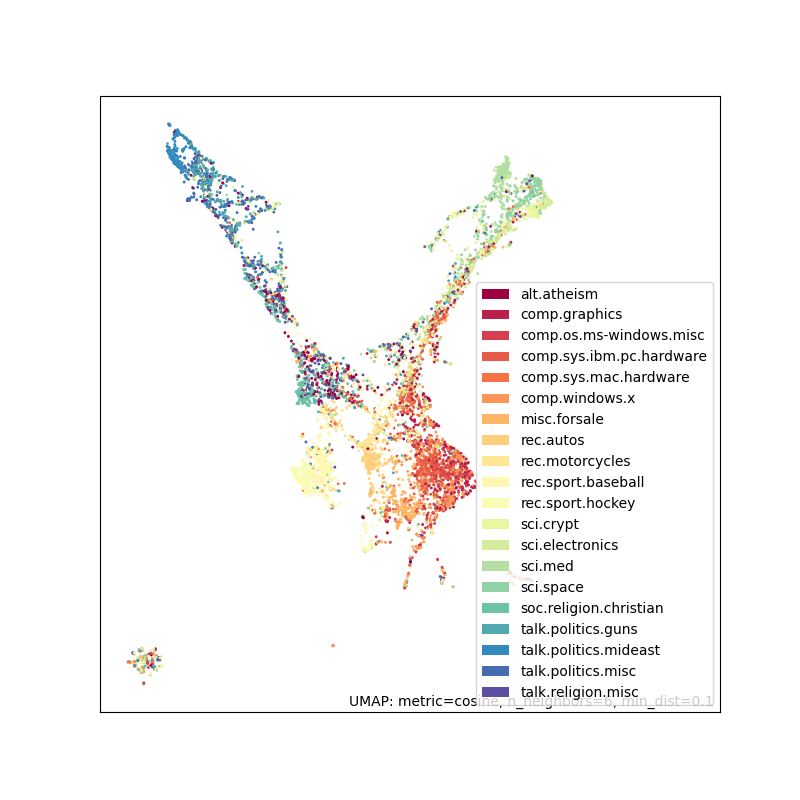 alt.atheism
comp.graphics
comp.os.ms-windows.misc
comp.sys.ibm.pc.hardware
comp.sys.mac.hardware
comp.windows.x
misc.forsale
rec.autos
rec.motorcycles
rec.sport.baseball
rec.sport.hockey
sci.crypt
sci.electronics
sci.med
sci.space
soc.religion.christian
talk.politics.guns
talk.politics.mideast
talk.politics.misc
talk.religion.misc
UMAP: metric=cosine, n_neighbors=6, min_dist=0.1